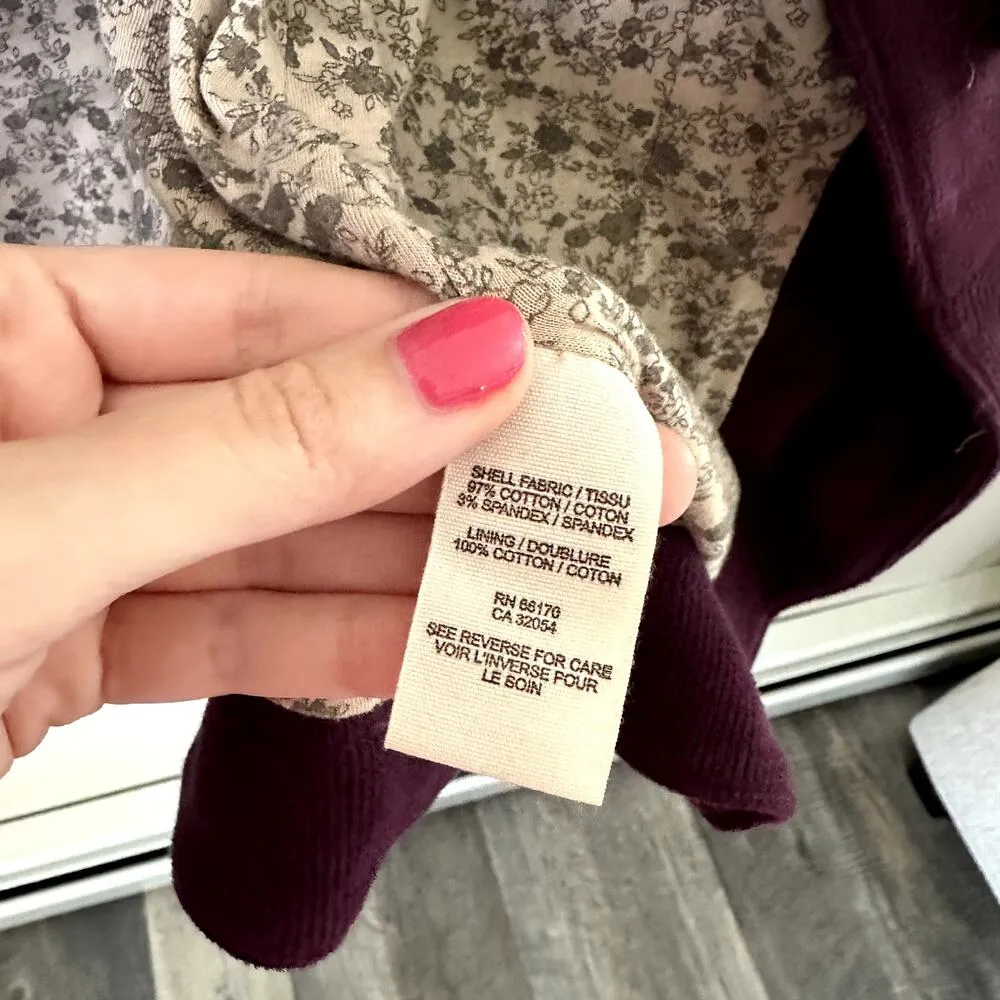 SHELL FABRIC / TISSU
97% COTTON / COTON
3% SPANDEX / SPANDEX
LINING / DOUBLURE
100% COTTON / COTON
RN 66170
CA 32054
SEE REVERSE FOR CARE
VOIR L'INVERSE POUR
LE SOIN